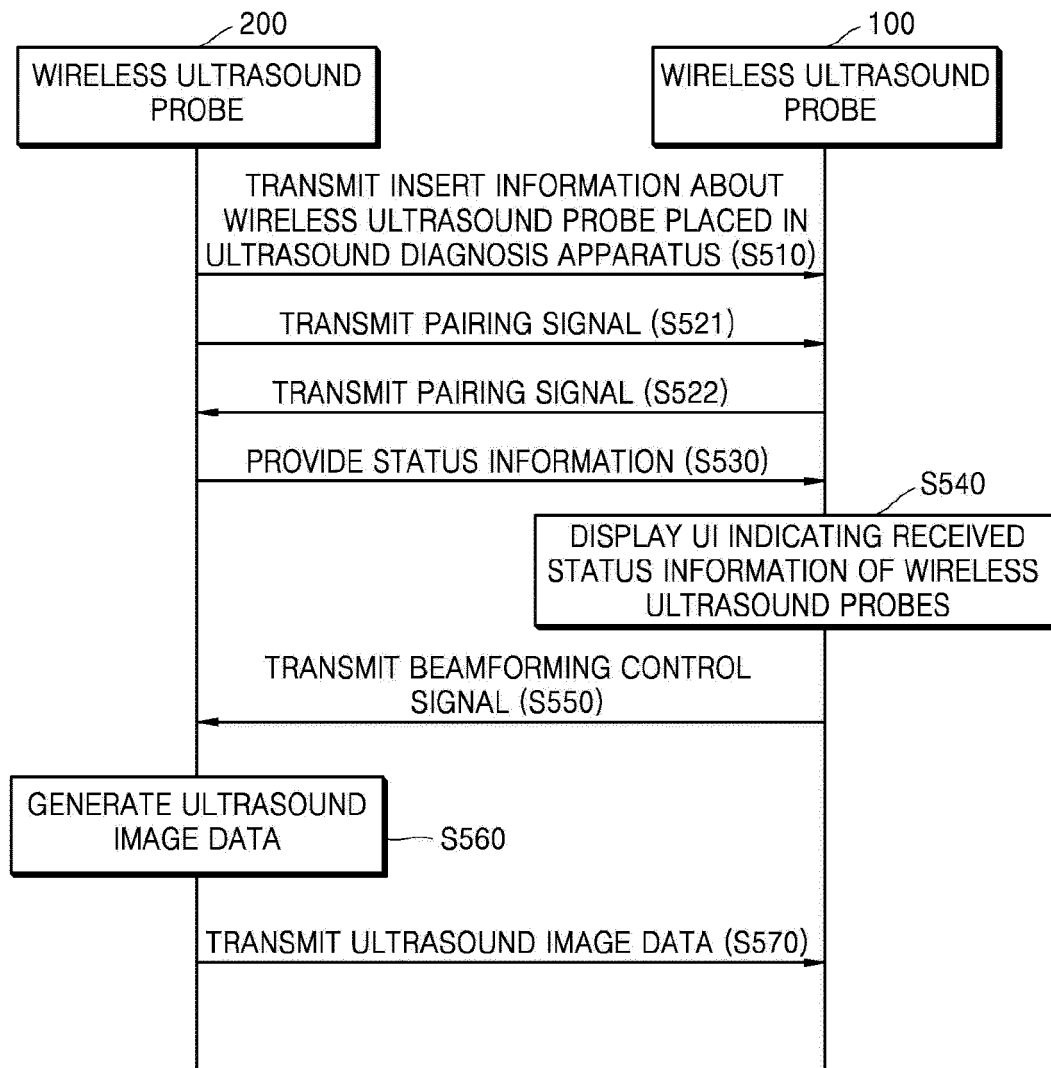 200
100
WIRELESS ULTRASOUND
PROBE
WIRELESS ULTRASOUND
PROBE
TRANSMIT INSERT INFORMATION ABOUT
WIRELESS ULTRASOUND PROBE PLACED IN
ULTRASOUND DIAGNOSIS APPARATUS (S510)
TRANSMIT PAIRING SIGNAL (S521)
TRANSMIT PAIRING SIGNAL (S522)
PROVIDE STATUS INFORMATION (S530)
S540
DISPLAY UI INDICATING RECEIVED
STATUS INFORMATION OF WIRELESS
ULTRASOUND PROBES
TRANSMIT BEAMFORMING CONTROL
SIGNAL (S550)
GENERATE ULTRASOUND
IMAGE DATA
S560
TRANSMIT ULTRASOUND IMAGE DATA (S570)